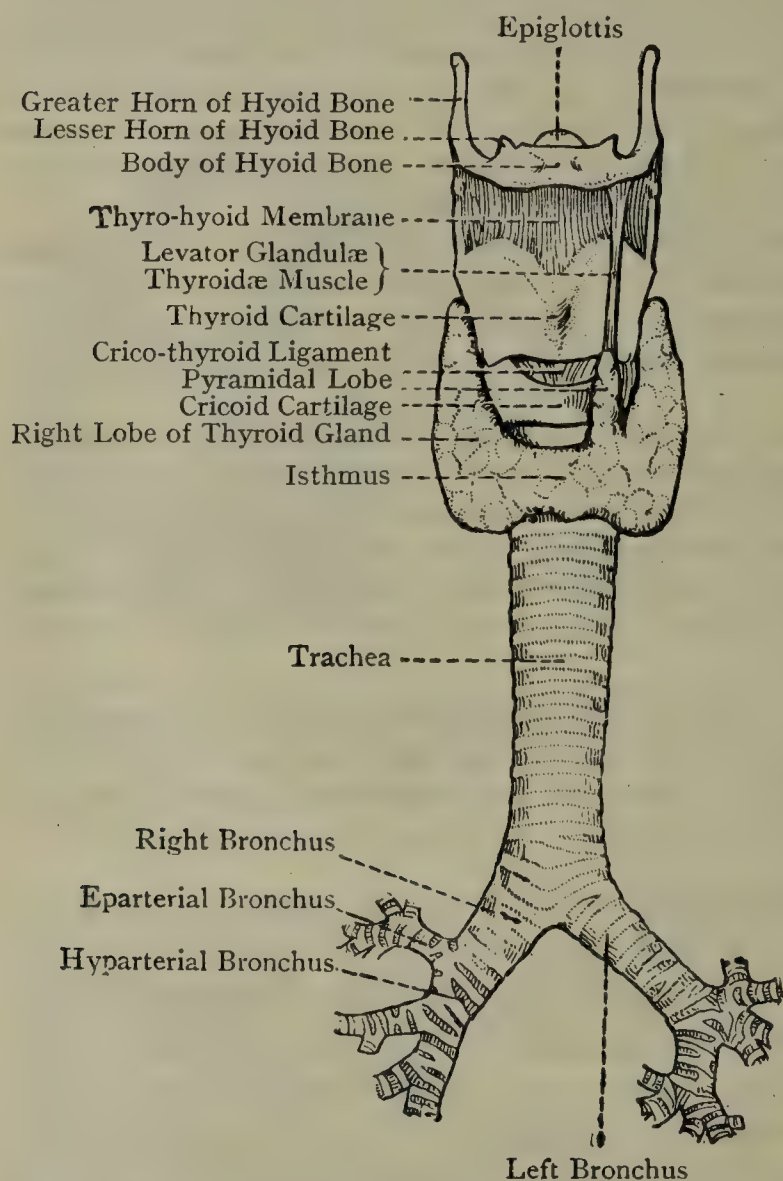 Epiglottis
Greater Horn of Hyoid Bone
Lesser Horn of Hyoid Bone
Body of Hyoid Bone
Thyro-hyoid Membrane
Levator Glandulæ }
Thyroidæ Muscle }
Thyroid Cartilage
Crico-thyroid Ligament
Pyramidal Lobe
Cricoid Cartilage
Right Lobe of Thyroid Gland
Isthmus
Trachea
Right Bronchus
Eparterial Bronchus
Hyparterial Bronchus
Left Bronchus